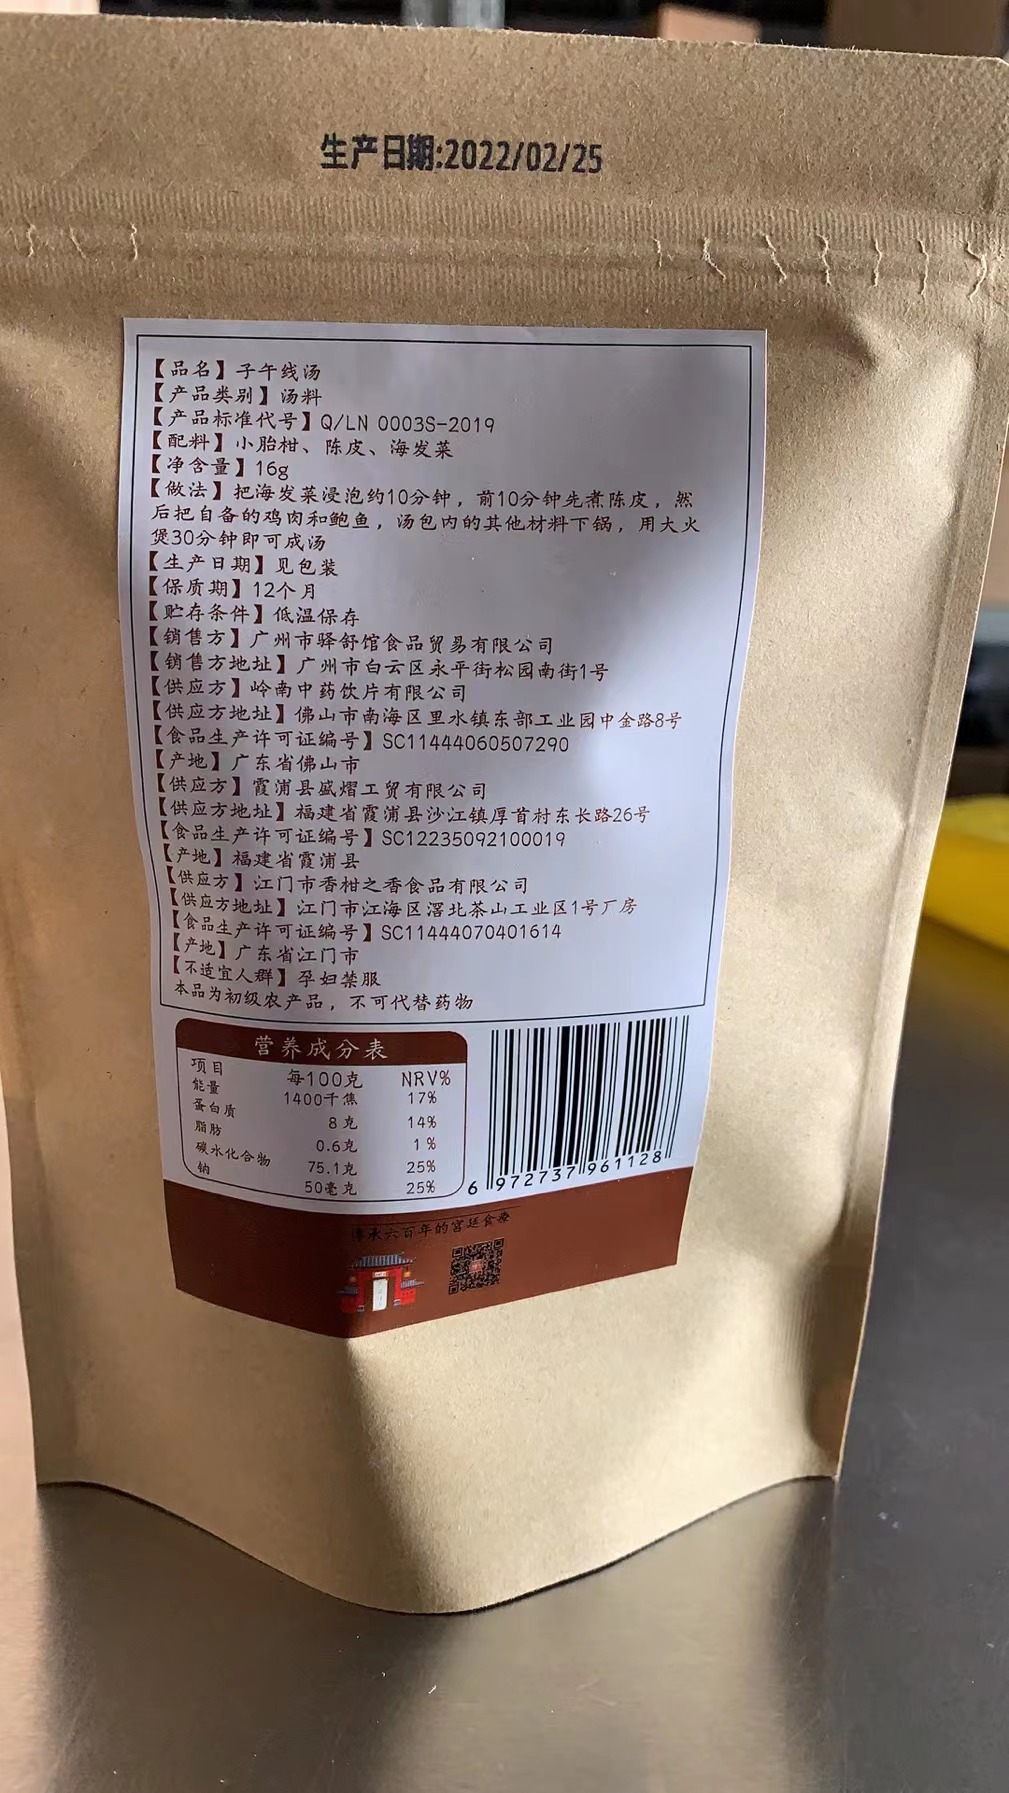 生产日期:2022/02/25
【品名】子午线汤
【产品类别】汤料
【产品标准代号】Q/LN 0003S-2019
【配料】小胎柑、陈皮、海发菜
【净含量】16g
【做法】把海发菜浸泡约10分钟，前10分钟先煮陈皮，然
后把自备的鸡肉和鲍鱼，汤包内的其他材料下锅，用大火
煲30分钟即可成汤
【生产日期】见包装
【保质期】12个月
【贮存条件】低温保存
【销售方】广州市驿舒馆食品贸易有限公司
【销售方地址】广州市白云区永平街松园南街1号
【供应方】岭南中药饮片有限公司
【供应方地址】佛山市南海区里水镇东部工业园中金路8号
【食品生产许可证编号】SC11444060507290
【产地】广东省佛山市
【供应方】霞浦县盛熠工贸有限公司
【供应方地址】福建省霞浦县沙江镇厚首村东长路26号
【食品生产许可证编号】SC12235092100019
【产地】福建省霞浦县
【供应方】江门市香柑之香食品有限公司
【供应方地址】江门市江海区滘北茶山工业区1号厂房
【食品生产许可证编号】SC11444070401614
【产地】广东省江门市
【不适宜人群】孕妇禁服
本品为初级农产品，不可代替药物
营养成分表
项目 每100克 NRV%
能量 1400千焦 17%
蛋白质 8克 14%
脂肪 0.6克 1%
碳水化合物 75.1克 25%
钠 50毫克 25%
6 972737 961128
传承六百年的宫廷食疗